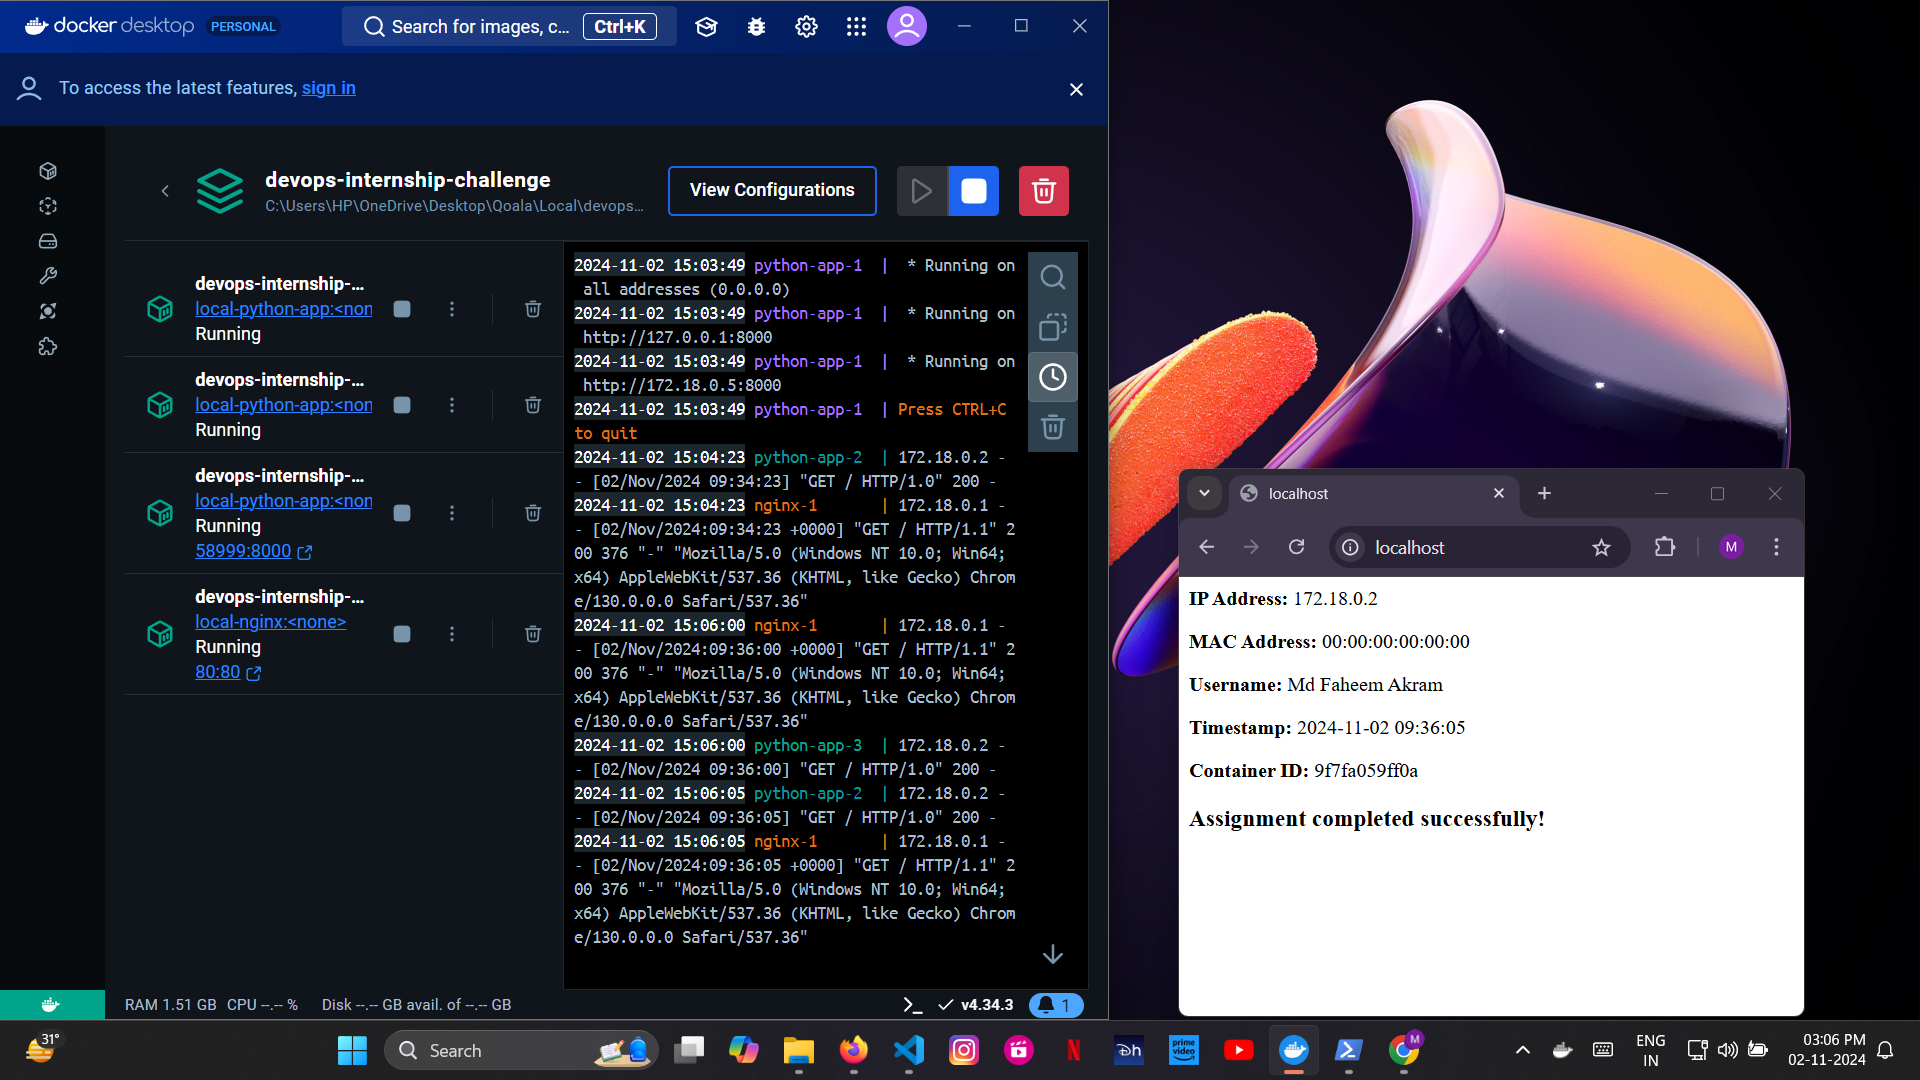 docker desktop PERSONAL
Search for images, c... Ctrl+K
To access the latest features, sign in
devops-internship-challenge
C:\Users\HP\OneDrive\Desktop\Qoala\Local\devops...
View Configurations
devops-internship-...
local-python-app:<non
Running
devops-internship-...
local-python-app:<non
Running
devops-internship-...
local-python-app:<non
Running
58999:8000
devops-internship-...
local-nginx:<none>
Running
80:80
2024-11-02 15:03:49 python-app-1 | * Running on
all addresses (0.0.0.0)
2024-11-02 15:03:49 python-app-1 | * Running on
http://127.0.0.1:8000
2024-11-02 15:03:49 python-app-1 | * Running on
http://172.18.0.5:8000
2024-11-02 15:03:49 python-app-1 | Press CTRL+C
to quit
2024-11-02 15:04:23 python-app-2 | 172.18.0.2 -
- [02/Nov/2024 09:34:23] "GET / HTTP/1.0" 200 -
2024-11-02 15:04:23 nginx-1 | 172.18.0.1 -
- [02/Nov/2024:09:34:23 +0000] "GET / HTTP/1.1" 2
00 376 "-" "Mozilla/5.0 (Windows NT 10.0; Win64;
x64) AppleWebKit/537.36 (KHTML, like Gecko) Chrom
e/130.0.0.0 Safari/537.36"
2024-11-02 15:06:00 nginx-1 | 172.18.0.1 -
- [02/Nov/2024:09:36:00 +0000] "GET / HTTP/1.1" 2
00 376 "-" "Mozilla/5.0 (Windows NT 10.0; Win64;
x64) AppleWebKit/537.36 (KHTML, like Gecko) Chrom
e/130.0.0.0 Safari/537.36"
2024-11-02 15:06:00 python-app-3 | 172.18.0.2 -
- [02/Nov/2024 09:36:00] "GET / HTTP/1.0" 200 -
2024-11-02 15:06:05 python-app-2 | 172.18.0.2 -
- [02/Nov/2024 09:36:05] "GET / HTTP/1.0" 200 -
2024-11-02 15:06:05 nginx-1 | 172.18.0.1 -
- [02/Nov/2024:09:36:05 +0000] "GET / HTTP/1.1" 2
00 376 "-" "Mozilla/5.0 (Windows NT 10.0; Win64;
x64) AppleWebKit/537.36 (KHTML, like Gecko) Chrom
e/130.0.0.0 Safari/537.36"
RAM 1.51 GB CPU --.-- % Disk --.-- GB avail. of --.-- GB
v4.34.3
1
localhost
localhost
M
IP Address: 172.18.0.2
MAC Address: 00:00:00:00:00:00
Username: Md Faheem Akram
Timestamp: 2024-11-02 09:36:05
Container ID: 9f7fa059ff0a
Assignment completed successfully!
31°
Search
N
Dh
prime
video
M
ENG
IN
03:06 PM
02-11-2024